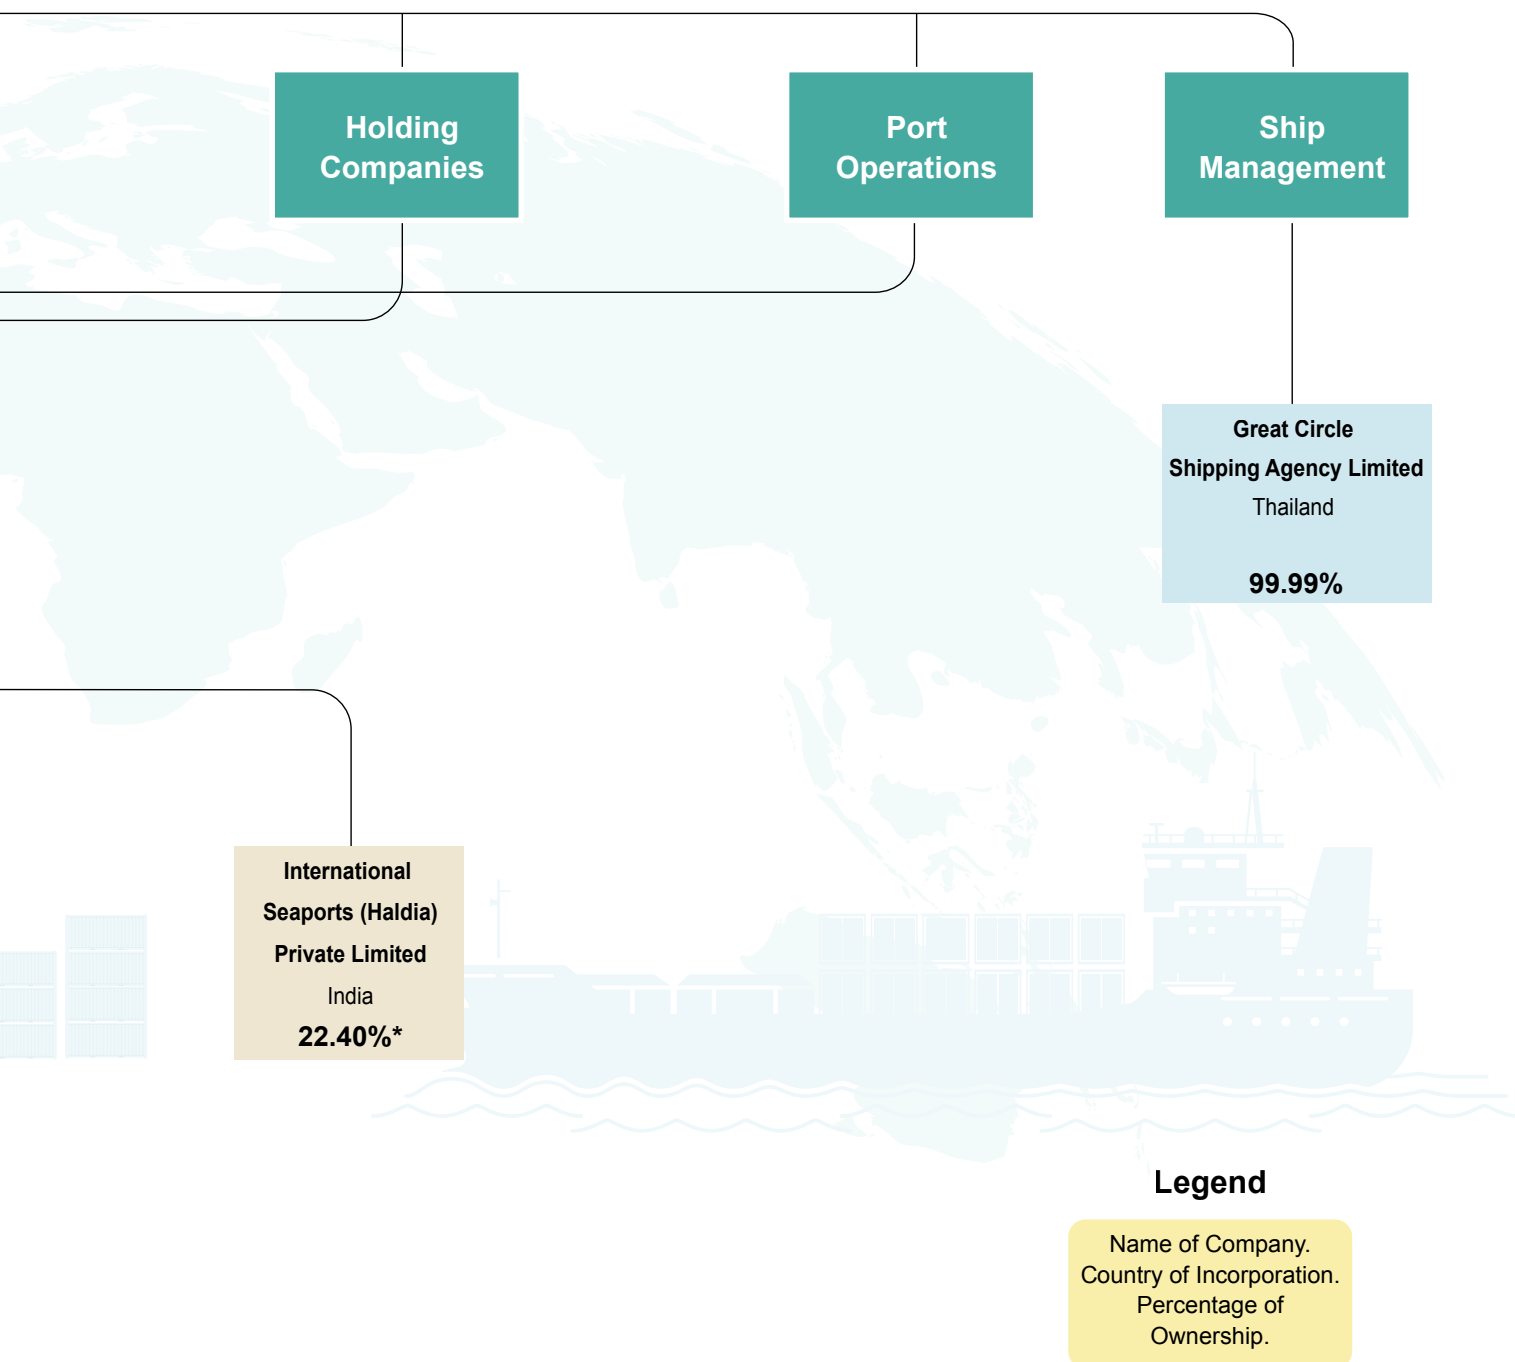 Holding
Companies
Port
Operations
Ship
Management
Great Circle
Shipping Agency Limited
Thailand
99.99%
International
Seaports (Haldia)
Private Limited
India
22.40%*
Legend
Name of Company.
Country of Incorporation.
Percentage of
Ownership.